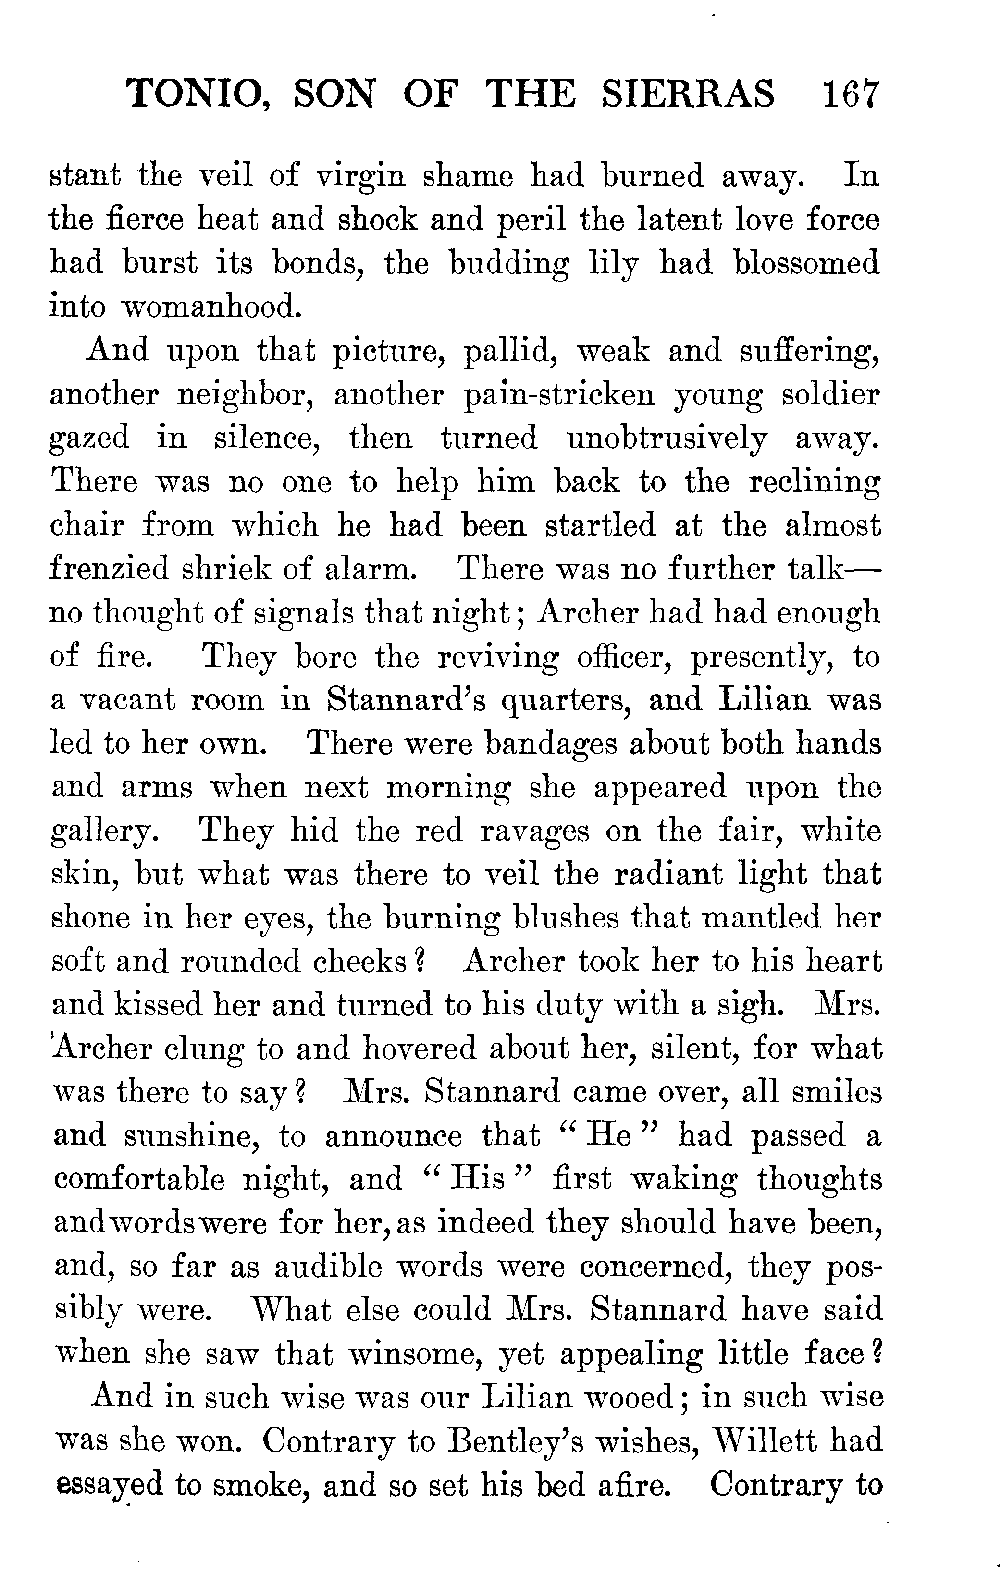 TONIO, SON OF THE SIERRAS 167
stant the veil of virgin shame had burned away. In
the fierce heat and shock and peril the latent love force
had burst its bonds, the budding lily had blossomed
into womanhood.
And upon that picture, pallid, weak and suffering,
another neighbor, another pain-stricken young soldier
gazed in silence, then turned unobtrusively away.
There was no one to help him back to the reclining
chair from which he had been startled at the almost
frenzied shriek of alarm. There was no further talk—
no thought of signals that night; Archer had had enough
of fire. They bore the reviving officer, presently, to
a vacant room in Stannard's quarters, and Lilian was
led to her own. There were bandages about both hands
and arms when next morning she appeared upon the
gallery. They hid the red ravages on the fair, white
skin, but what was there to veil the radiant light that
shone in her eyes, the burning blushes that mantled her
soft and rounded cheeks? Archer took her to his heart
and kissed her and turned to his duty with a sigh. Mrs.
Archer clung to and hovered about her, silent, for what
was there to say? Mrs. Stannard came over, all smiles
and sunshine, to announce that "He" had passed a
comfortable night, and "His" first waking thoughts
and words were for her, as indeed they should have been,
and, so far as audible words were concerned, they pos-
sibly were. What else could Mrs. Stannard have said
when she saw that winsome, yet appealing little face?
And in such wise was our Lilian wooed; in such wise
was she won. Contrary to Bentley's wishes, Willett had
essayed to smoke, and so set his bed afire. Contrary to